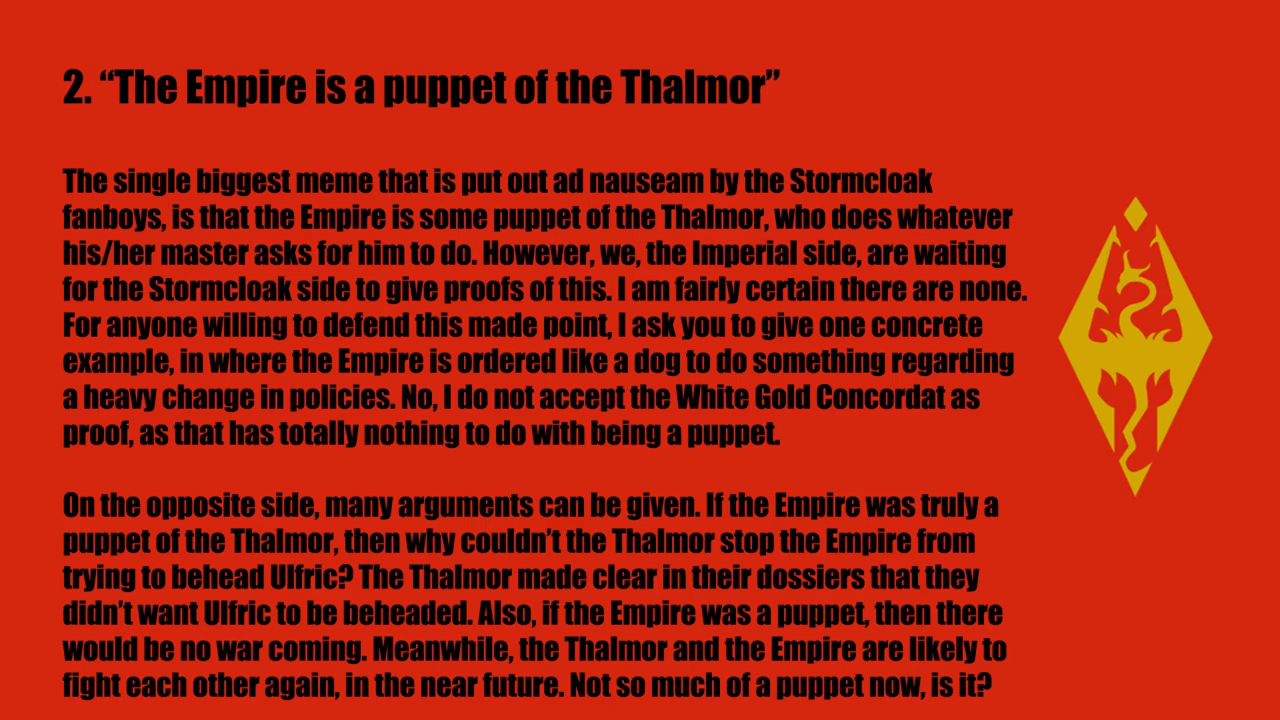 2. “The Empire is a puppet of the Thalmor”
The single biggest meme that is put out ad nauseam by the Stormcloak
fanboys, is that the Empire is some puppet of the Thalmor, who does whatever
his/her master asks for him to do. However, we, the Imperial side, are waiting
for the Stormcloak side to give proofs of this. I am fairly certain there are none.
For anyone willing to defend this made point, I ask you to give one concrete
example, in where the Empire is ordered like a dog to do something regarding
a heavy change in policies. No, I do not accept the White Gold Concordat as
proof, as that has totally nothing to do with being a puppet.
On the opposite side, many arguments can be given. If the Empire was truly a
puppet of the Thalmor, then why couldn’t the Thalmor stop the Empire from
trying to behead Ulfric? The Thalmor made clear in their dossiers that they
didn’t want Ulfric to be beheaded. Also, if the Empire was a puppet, then there
would be no war coming. Meanwhile, the Thalmor and the Empire are likely to
fight each other again, in the near future. Not so much of a puppet now, is it?